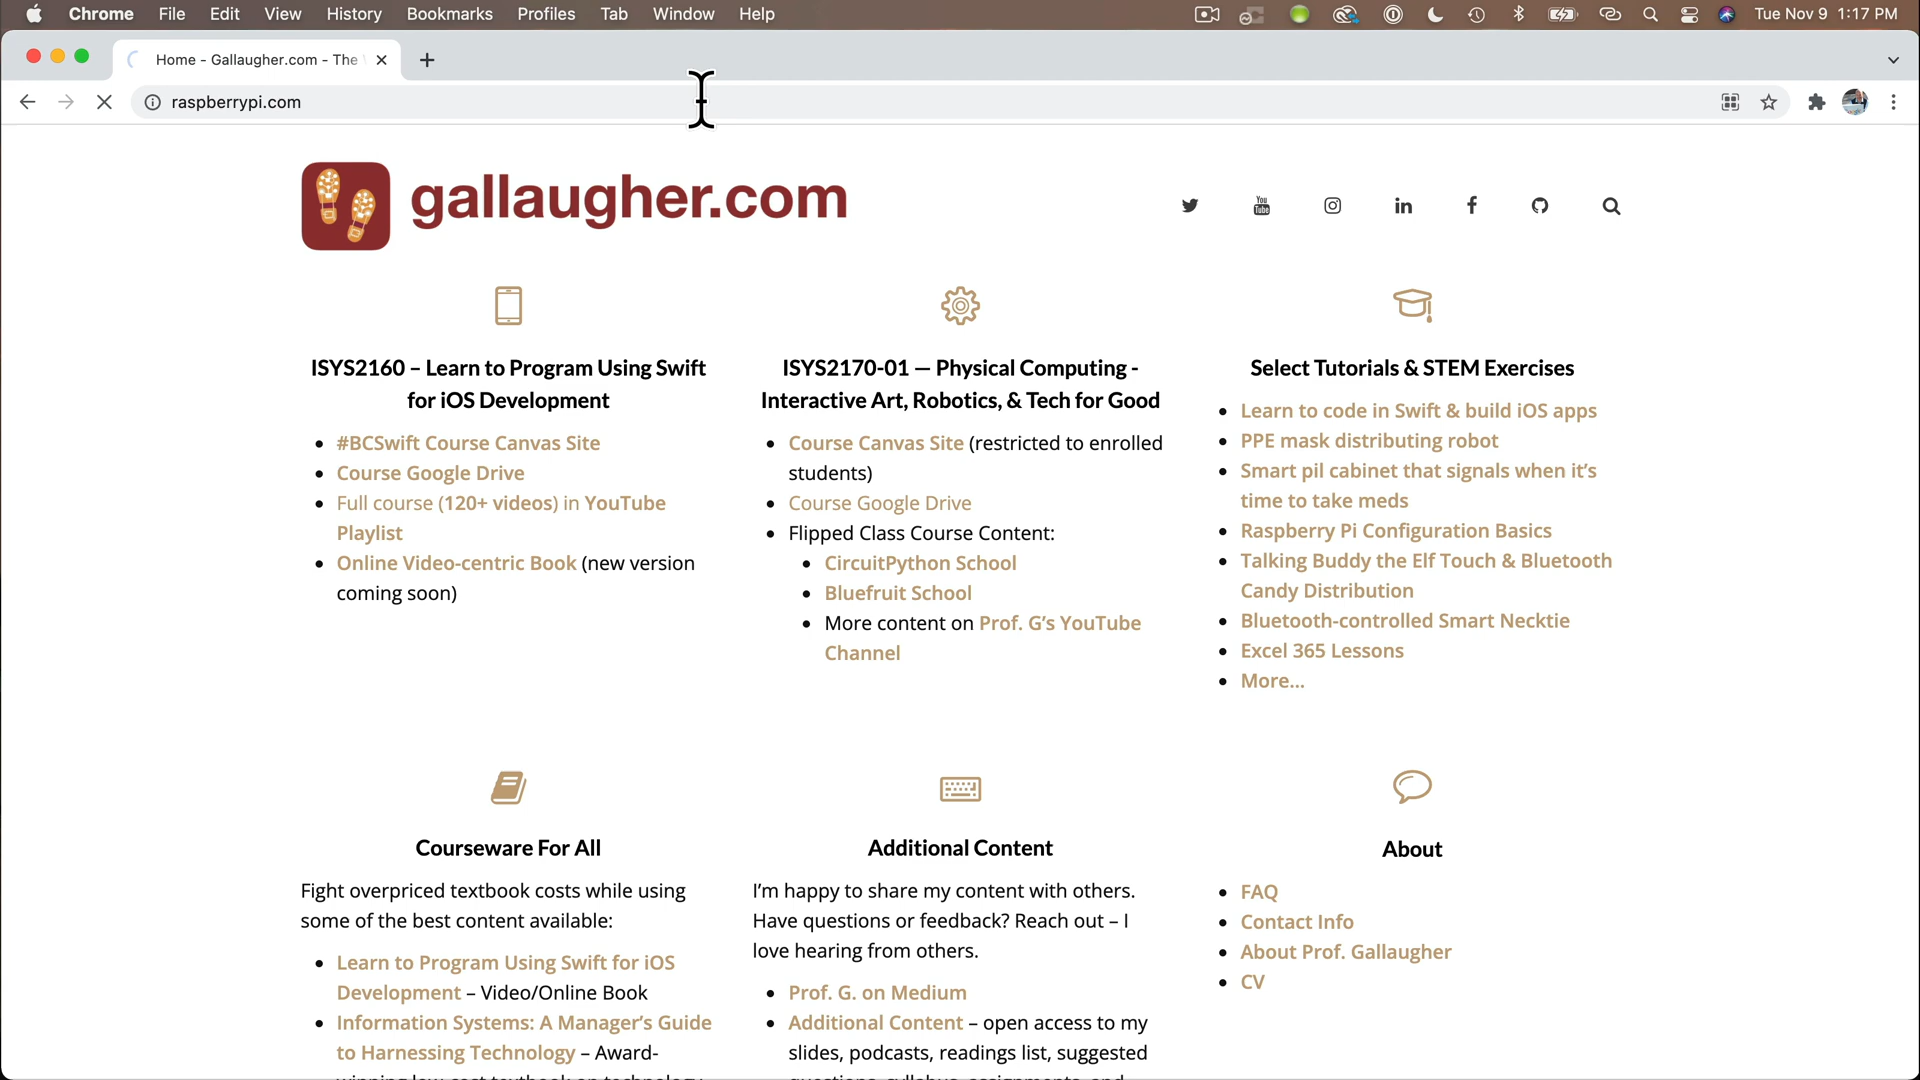 Chrome File Edit View History Bookmarks Profiles Tab Window Help Tue Nov 9 1:17 PM
Home - Gallaugher.com - The
raspberrypi.com
gallaugher.com
You
Tube
ISYS2160 – Learn to Program Using Swift
for iOS Development
• #BCSwift Course Canvas Site
• Course Google Drive
• Full course (120+ videos) in YouTube
Playlist
• Online Video-centric Book (new version
coming soon)
ISYS2170-01 — Physical Computing -
Interactive Art, Robotics, & Tech for Good
• Course Canvas Site (restricted to enrolled
students)
• Course Google Drive
• Flipped Class Course Content:
• CircuitPython School
• Bluefruit School
• More content on Prof. G's YouTube
Channel
Select Tutorials & STEM Exercises
• Learn to code in Swift & build iOS apps
• PPE mask distributing robot
• Smart pil cabinet that signals when it's
time to take meds
• Raspberry Pi Configuration Basics
• Talking Buddy the Elf Touch & Bluetooth
Candy Distribution
• Bluetooth-controlled Smart Necktie
• Excel 365 Lessons
• More...
Courseware For All
Fight overpriced textbook costs while using
some of the best content available:
• Learn to Program Using Swift for iOS
Development – Video/Online Book
• Information Systems: A Manager's Guide
to Harnessing Technology – Award-
Additional Content
I'm happy to share my content with others.
Have questions or feedback? Reach out – I
love hearing from others.
• Prof. G. on Medium
• Additional Content – open access to my
slides, podcasts, readings list, suggested
About
• FAQ
• Contact Info
• About Prof. Gallaugher
• CV